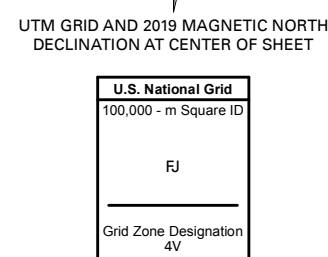 UTM GRID AND 2019 MAGNETIC NORTH
DECLINATION AT CENTER OF SHEET
U.S. National Grid
100,000 - m Square ID
FJ
Grid Zone Designation
4V